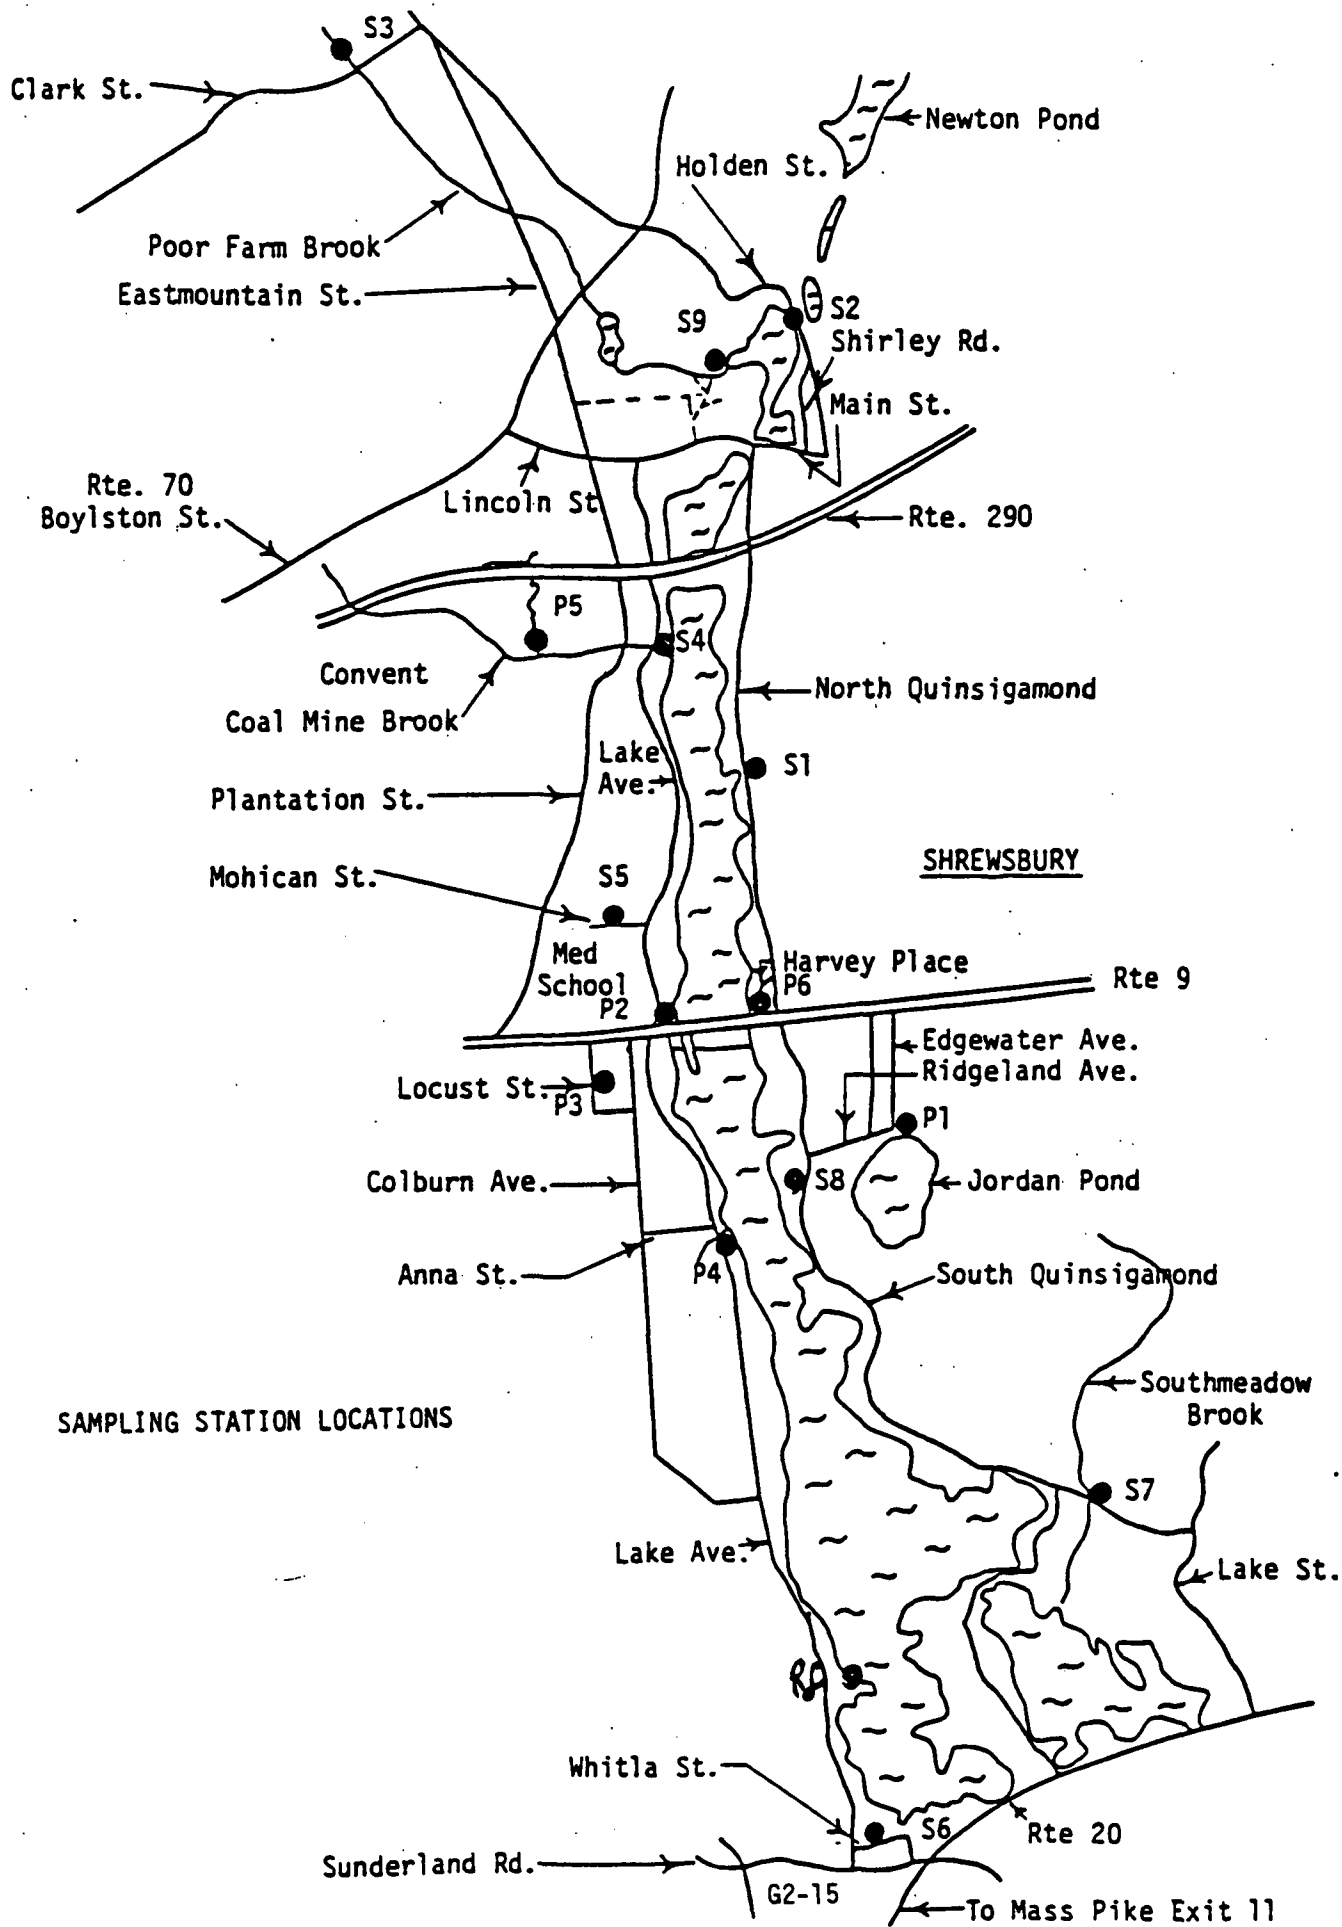 S3
Clark St.
Newton Pond
Holden St.
Poor Farm Brook
Eastmountain St.
S9
S2
Shirley Rd.
Main St.
Rte. 70
Boylston St.
Lincoln St
Rte. 290
P5
S4
Convent
Coal Mine Brook
North Quinsigamond
Lake
Ave.
S1
Plantation St.
SHREWSBURY
Mohican St.
S5
Med
School
Harvey Place
P6
P2
Rte 9
Edgewater Ave.
Ridgeland Ave.
Locust St.
P3
P1
Colburn Ave.
S8
Jordan Pond
Anna St.
P4
South Quinsigamond
Southmeadow
Brook
SAMPLING STATION LOCATIONS
S7
Lake Ave.
Lake St.
Whitla St.
S6
Rte 20
Sunderland Rd.
G2-15
To Mass Pike Exit 11